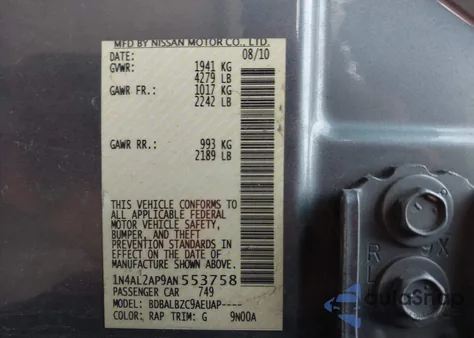 MFD BY NISSAN MOTOR CO., LTD.
DATE: 08/10
GVWR: 1941 KG
4279 LB
GAWR FR.: 1017 KG
2242 LB
GAWR RR.: 993 KG
2189 LB
THIS VEHICLE CONFORMS TO
ALL APPLICABLE FEDERAL
MOTOR VEHICLE SAFETY,
BUMPER, AND THEFT
PREVENTION STANDARDS IN
EFFECT ON THE DATE OF
MANUFACTURE SHOWN ABOVE.
1N4AL2AP9AN553758
PASSENGER CAR 749
MODEL: BDBALBZC9AEUAP----
COLOR: RAP TRIM: G 9N00A
R 9X
L
autoSnap